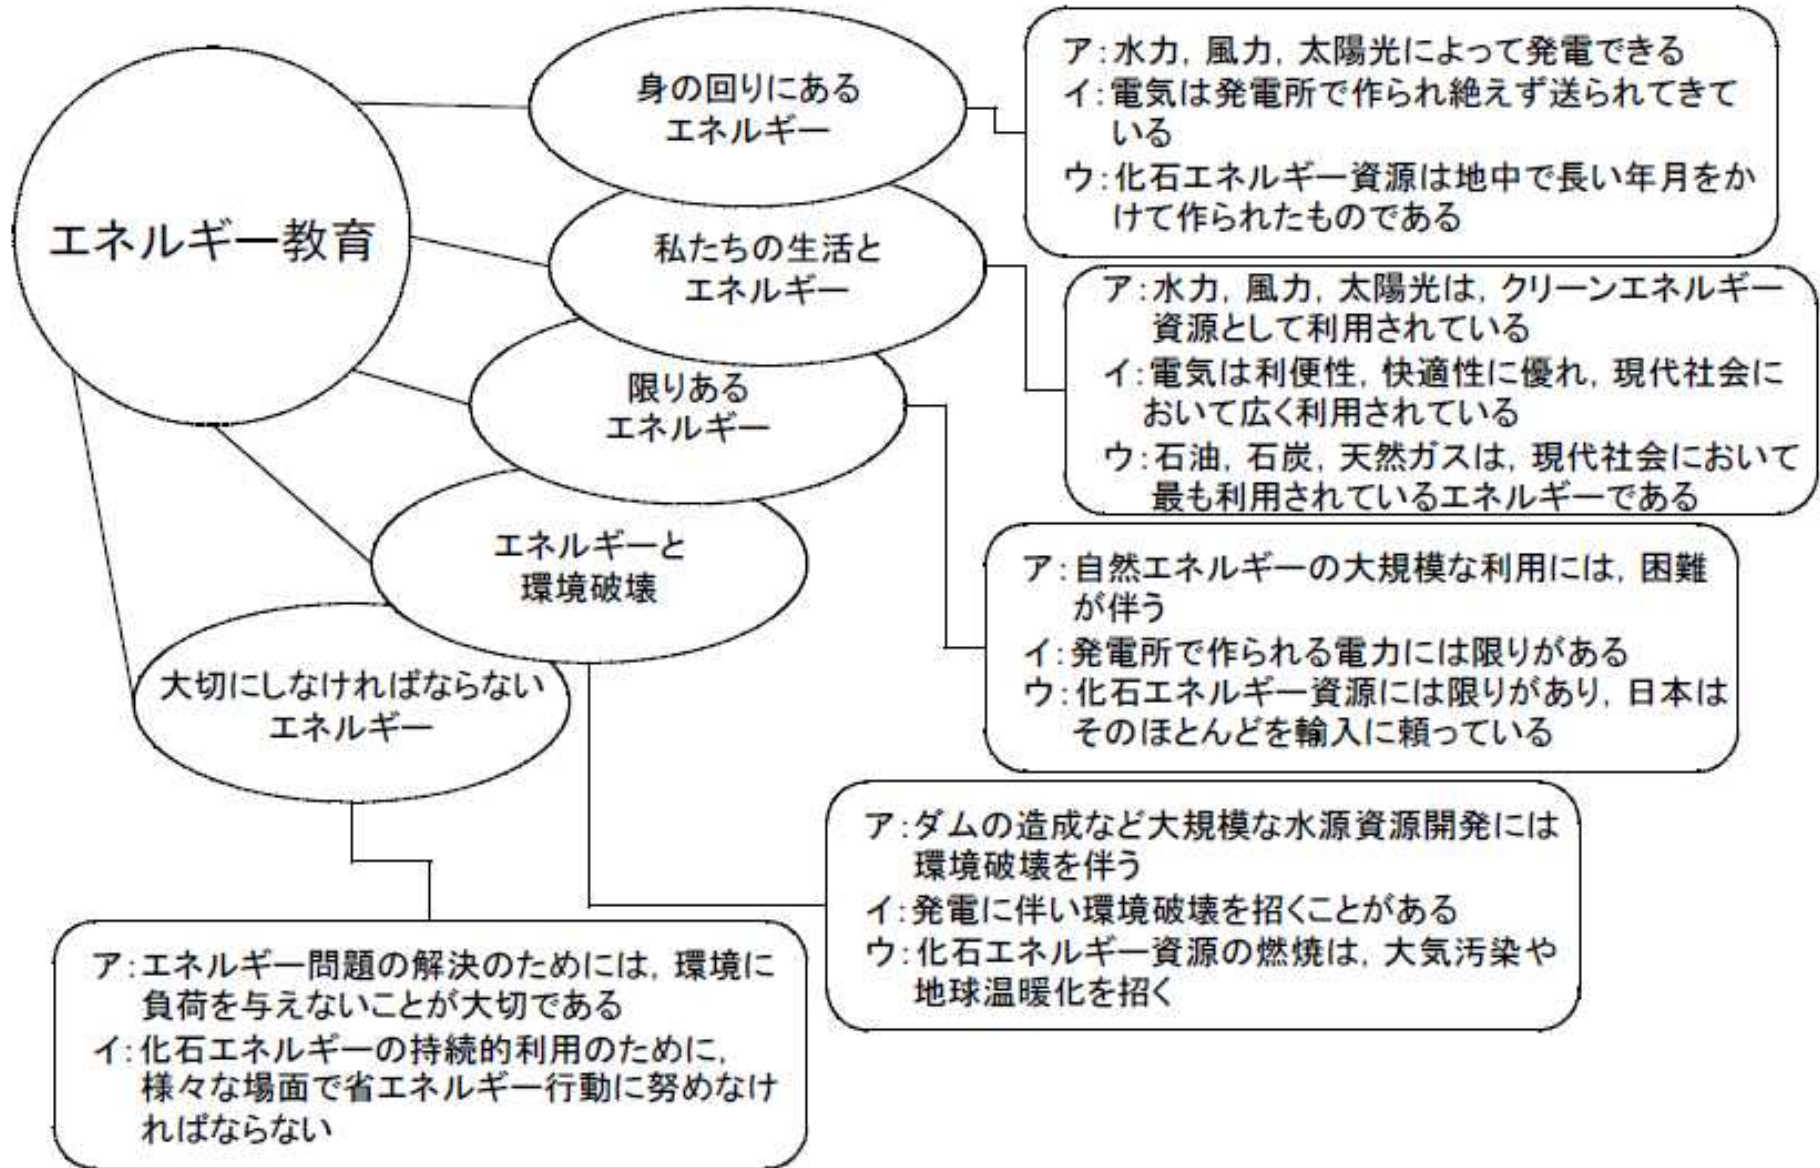 エネルギー教育
身の回りにある
エネルギー
ア：水力，風力，太陽光によって発電できる
イ：電気は発電所で作られ絶えず送られてきて
いる
ウ：化石エネルギー資源は地中で長い年月をか
けて作られたものである
私たちの生活と
エネルギー
ア：水力，風力，太陽光は，クリーンエネルギー
資源として利用されている
イ：電気は利便性，快適性に優れ，現代社会に
おいて広く利用されている
ウ：石油，石炭，天然ガスは，現代社会において
最も利用されているエネルギーである
限りある
エネルギー
ア：自然エネルギーの大規模な利用には，困難
が伴う
イ：発電所で作られる電力には限りがある
ウ：化石エネルギー資源には限りがあり，日本は
そのほとんどを輸入に頼っている
エネルギーと
環境破壊
ア：ダムの造成など大規模な水源資源開発には
環境破壊を伴う
イ：発電に伴い環境破壊を招くことがある
ウ：化石エネルギー資源の燃焼は，大気汚染や
地球温暖化を招く
大切にしなければならない
エネルギー
ア：エネルギー問題の解決のためには，環境に
負荷を与えないことが大切である
イ：化石エネルギーの持続的利用のために，
様々な場面で省エネルギー行動に努めなけ
ればならない